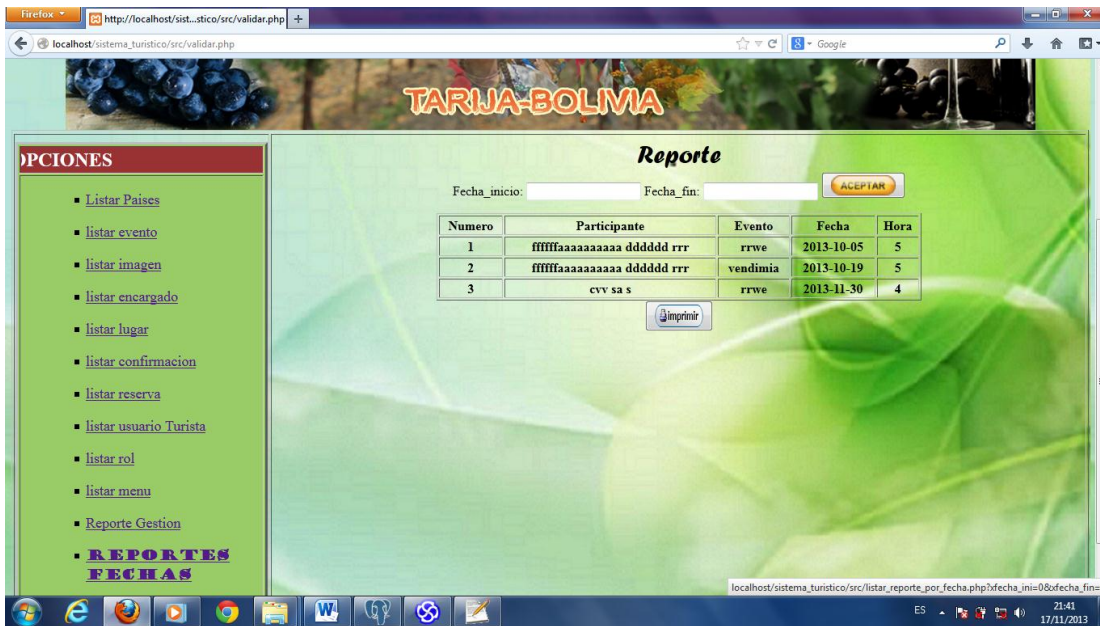 Firefox
http://localhost/sist...stico/src/validar.php
localhost/sistema_turistico/src/validar.php
Google
TARIJA-BOLIVIA
OPCIONES
Listar Paises
listar evento
listar imagen
listar encargado
listar lugar
listar confirmacion
listar reserva
listar usuario Turista
listar rol
listar menu
Reporte Gestion
REPORTES
FECHAS
Reporte
Fecha_inicio: Fecha_fin: ACEPTAR
Numero Participante Evento Fecha Hora
1 ffffffaaaaaaaaaa dddddd rrr rrwe 2013-10-05 5
2 ffffffaaaaaaaaaa dddddd rrr vendimia 2013-10-19 5
3 cvv sa s rrwe 2013-11-30 4
imprimir
localhost/sistema_turistico/src/listar_reporte_por_fecha.php?xfecha_ini=0&xfecha_fin=
ES
21:41
17/11/2013